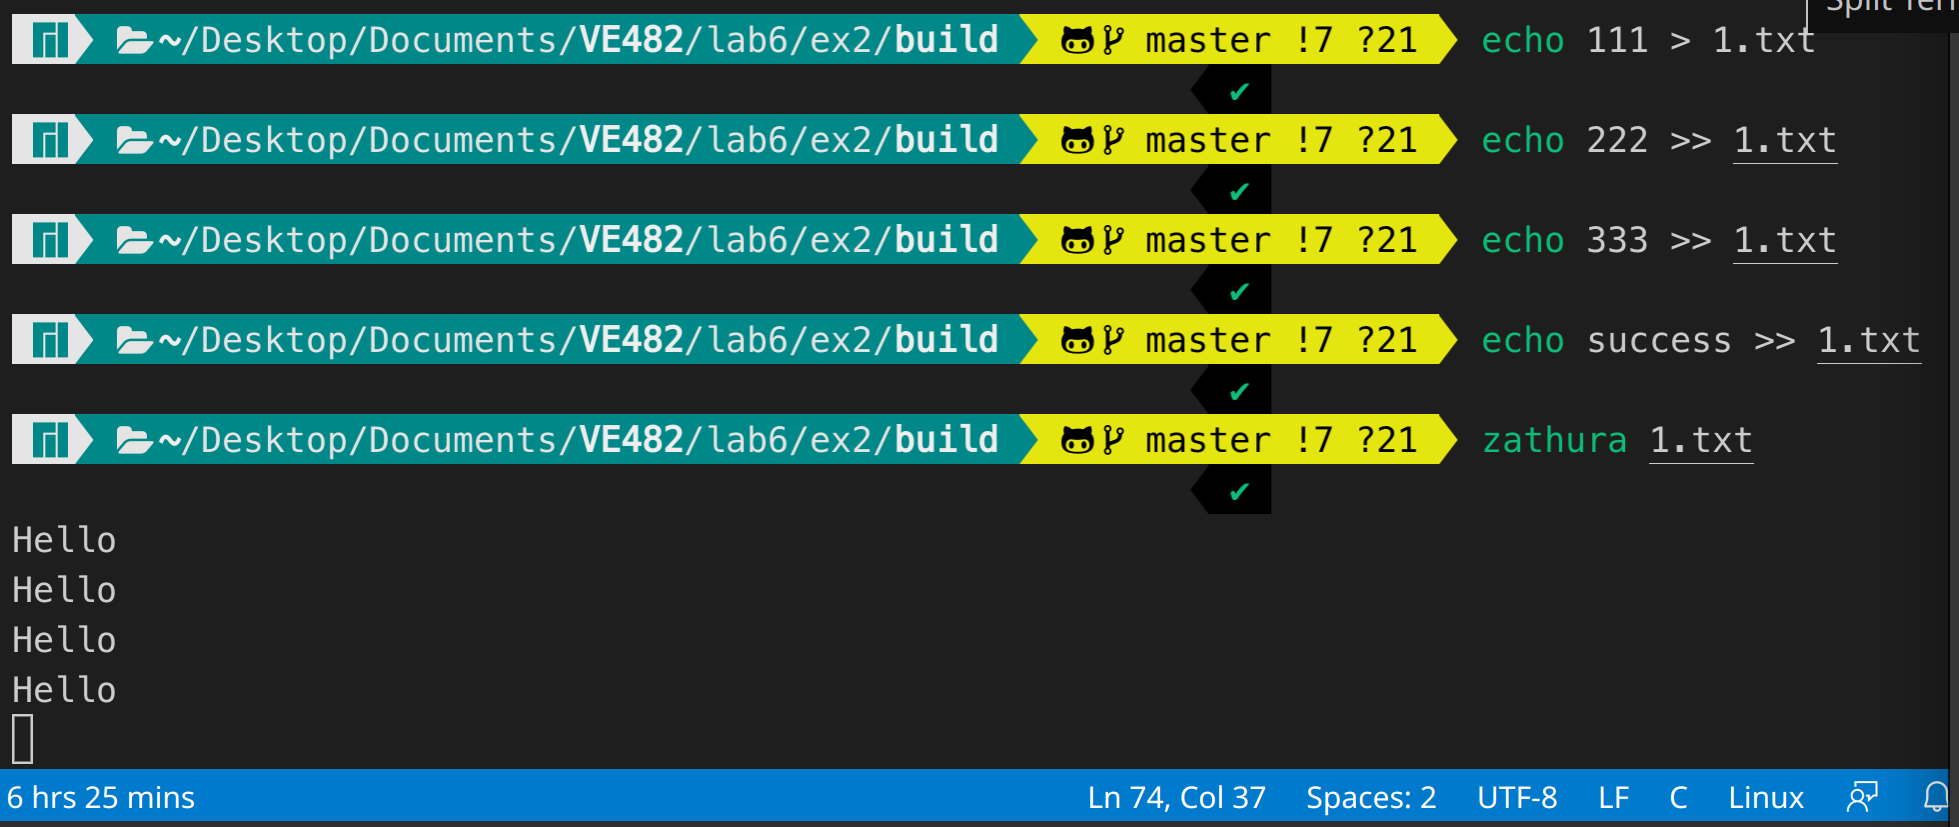 Split Ter
~/Desktop/Documents/VE482/lab6/ex2/build master !7 ?21 echo 111 > 1.txt
✔
~/Desktop/Documents/VE482/lab6/ex2/build master !7 ?21 echo 222 >> 1.txt
✔
~/Desktop/Documents/VE482/lab6/ex2/build master !7 ?21 echo 333 >> 1.txt
✔
~/Desktop/Documents/VE482/lab6/ex2/build master !7 ?21 echo success >> 1.txt
✔
~/Desktop/Documents/VE482/lab6/ex2/build master !7 ?21 zathura 1.txt
✔
Hello
Hello
Hello
Hello
6 hrs 25 mins Ln 74, Col 37 Spaces: 2 UTF-8 LF C Linux